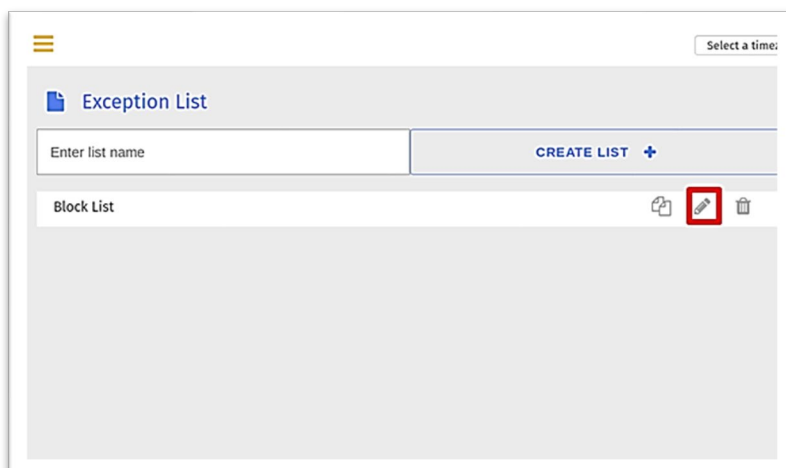 Select a time
Exception List
Enter list name
CREATE LIST
Block List